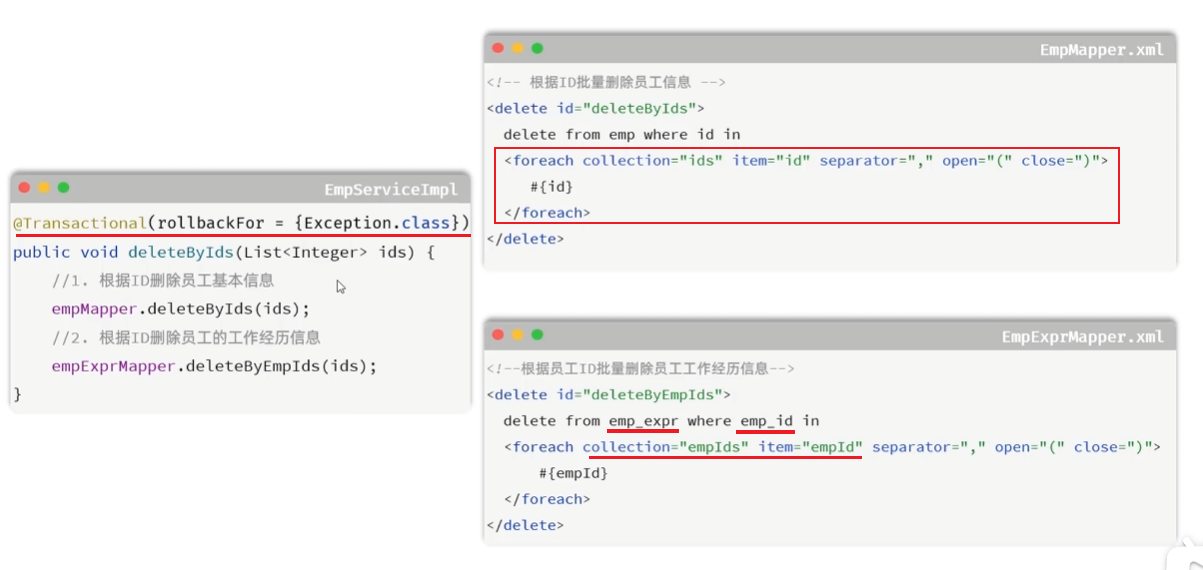 EmpServiceImpl
@Transactional(rollbackFor = {Exception.class})
public void deleteByIds(List<Integer> ids) {
//1. 根据ID删除员工基本信息
empMapper.deleteByIds(ids);
//2. 根据ID删除员工的工作经历信息
empExprMapper.deleteByEmpIds(ids);
}
EmpMapper.xml
<!-- 根据ID批量删除员工信息 -->
<delete id="deleteByIds">
delete from emp where id in
<foreach collection="ids" item="id" separator="," open="(" close=")">
#{id}
</foreach>
</delete>
EmpExprMapper.xml
<!--根据员工ID批量删除员工工作经历信息-->
<delete id="deleteByEmpIds">
delete from emp_expr where emp_id in
<foreach collection="empIds" item="empId" separator="," open="(" close=")">
#{empId}
</foreach>
</delete>